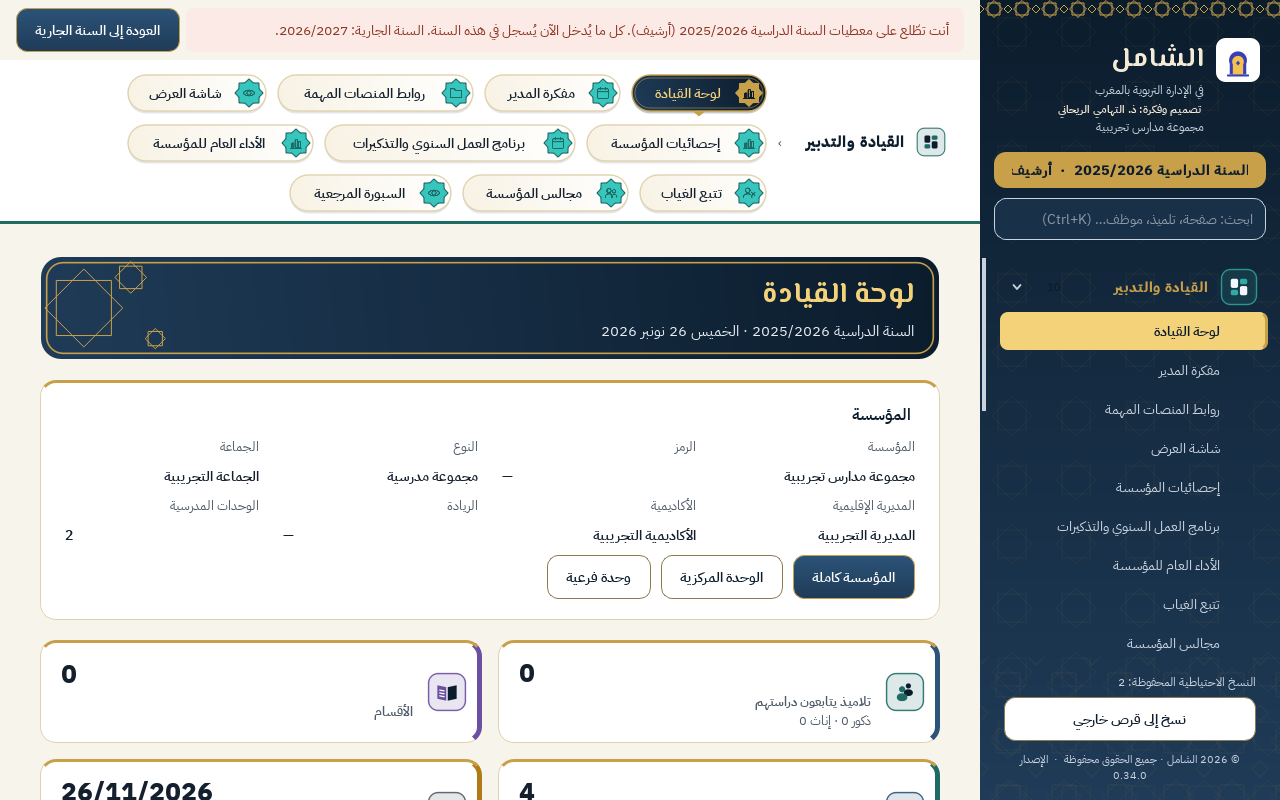 الشامل
في الإدارة التربوية بالمغرب
تصميم وفكرة: ذ. التهامي الريحاني
مجموعة مدارس تجريبية
السنة الدراسية 2025/2026 · أرشيف
ابحث: صفحة، تلميذ، موظف... (Ctrl+K)
القيادة والتدبير 10
لوحة القيادة
مفكرة المدير
روابط المنصات المهمة
شاشة العرض
إحصائيات المؤسسة
برنامج العمل السنوي والتذكيرات
الأداء العام للمؤسسة
تتبع الغياب
مجالس المؤسسة
النسخ الاحتياطية المحفوظة: 2
نسخ إلى قرص خارجي
© 2026 الشامل · جميع الحقوق محفوظة · الإصدار
0.34.0
أنت تطّلع على معطيات السنة الدراسية 2025/2026 (أرشيف). كل ما يُدخل الآن يُسجل في هذه السنة. السنة الجارية: 2026/2027.
العودة إلى السنة الجارية
القيادة والتدبير ‹
لوحة القيادة مفكرة المدير روابط المنصات المهمة شاشة العرض
إحصائيات المؤسسة برنامج العمل السنوي والتذكيرات الأداء العام للمؤسسة
تتبع الغياب مجالس المؤسسة السبورة المرجعية
لوحة القيادة
السنة الدراسية 2025/2026 · الخميس 26 نونبر 2026
المؤسسة
المؤسسة الرمز النوع الجماعة
مجموعة مدارس تجريبية — مجموعة مدرسية الجماعة التجريبية
المديرية الإقليمية الأكاديمية الريادة الوحدات المدرسية
المديرية التجريبية الأكاديمية التجريبية — 2
المؤسسة كاملة الوحدة المركزية وحدة فرعية
0
تلاميذ يتابعون دراستهم
ذكور 0 · إناث 0
0
الأقسام
4
26/11/2026